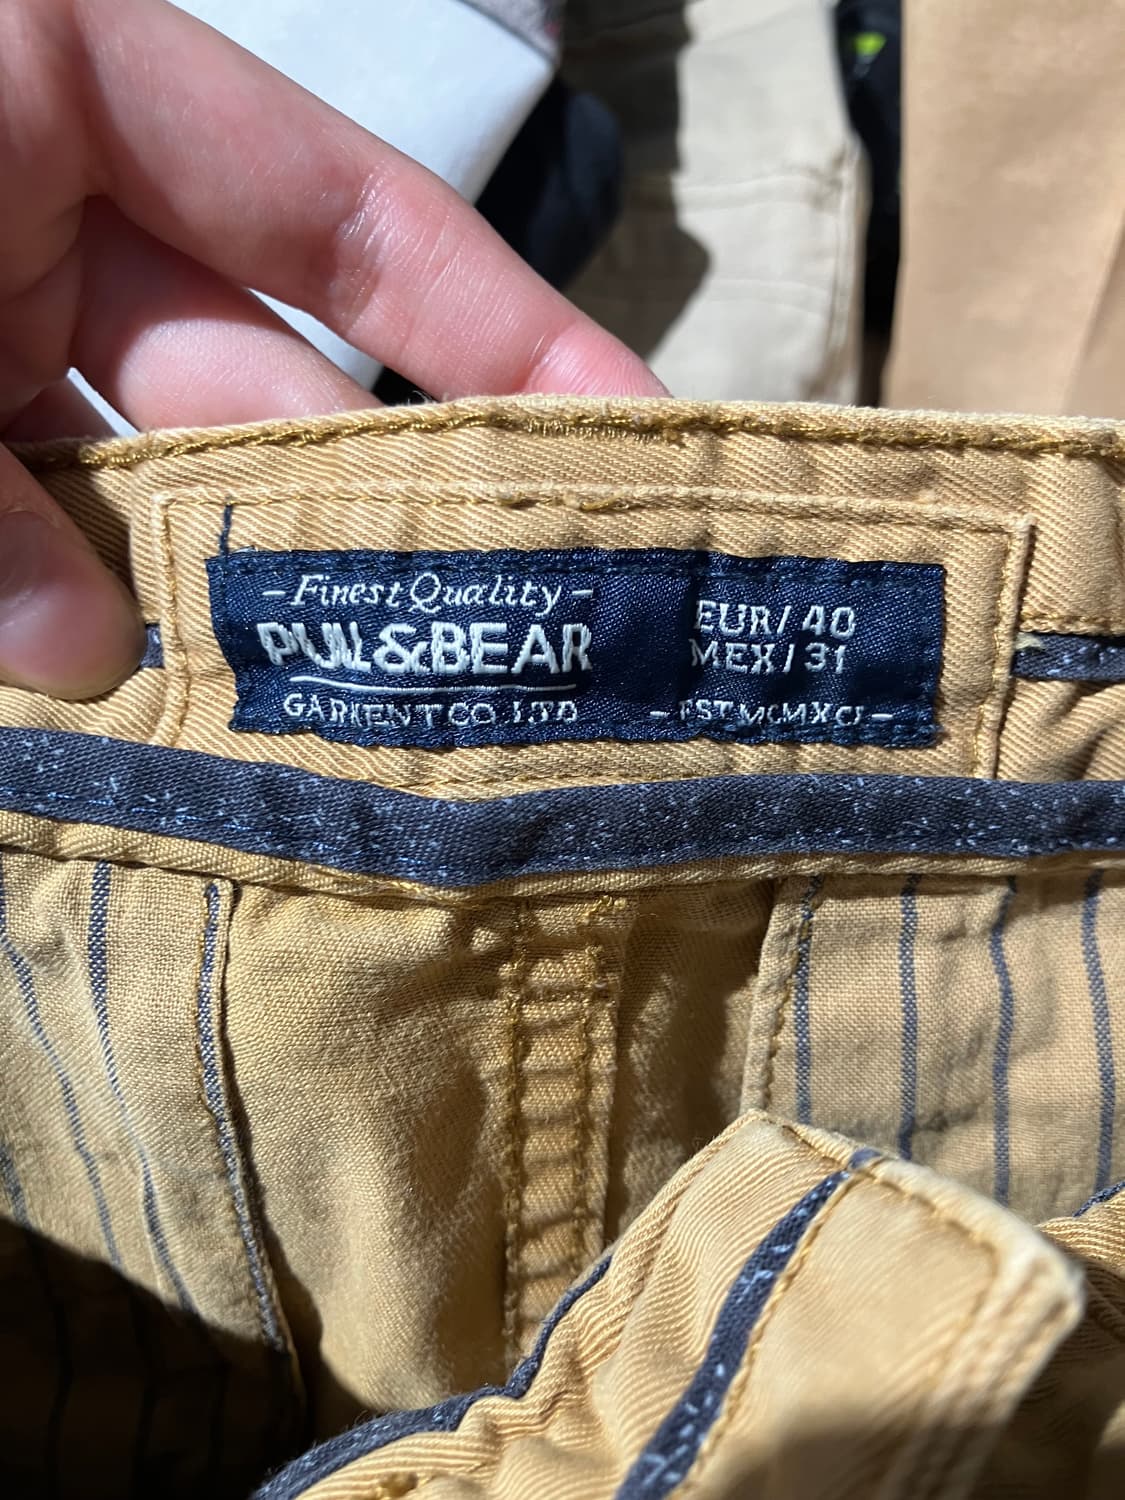 - Finest Quality -
PULL&BEAR
GARMENT CO. LTD
EUR/ 40
MEX/ 31
- EST MCMXCI -